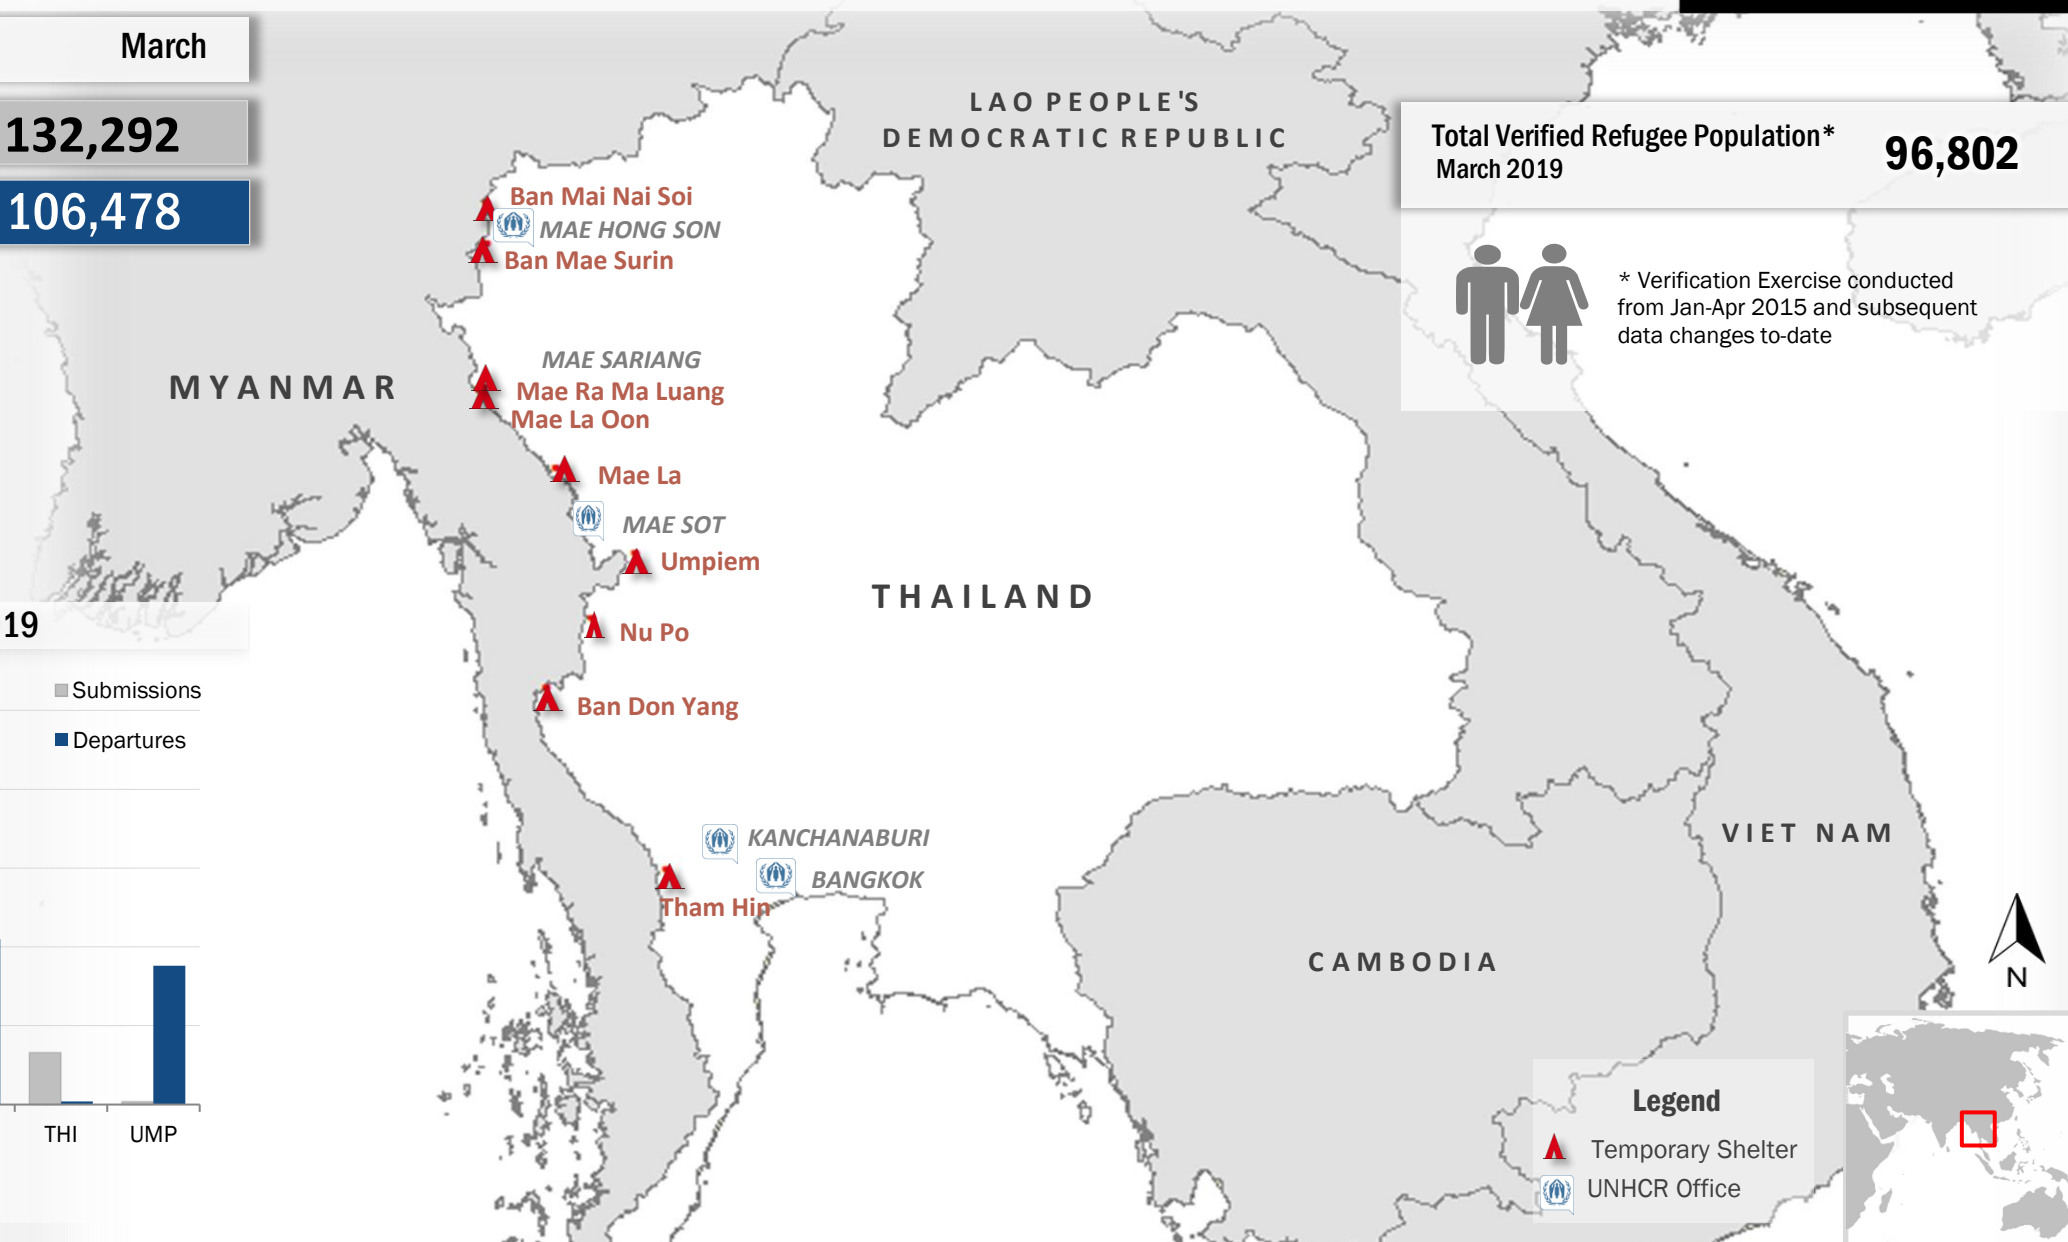 March
132,292
106,478
LAO PEOPLE'S
DEMOCRATIC REPUBLIC
Total Verified Refugee Population*
March 2019
96,802
* Verification Exercise conducted
from Jan-Apr 2015 and subsequent
data changes to-date
Ban Mai Nai Soi
MAE HONG SON
Ban Mae Surin
MAE SARIANG
MYANMAR
Mae Ra Ma Luang
Mae La Oon
Mae La
MAE SOT
Umpiem
THAILAND
Nu Po
Ban Don Yang
19
Submissions
Departures
THI
UMP
KANCHANABURI
BANGKOK
Tham Hin
VIET NAM
CAMBODIA
N
Legend
Temporary Shelter
UNHCR Office